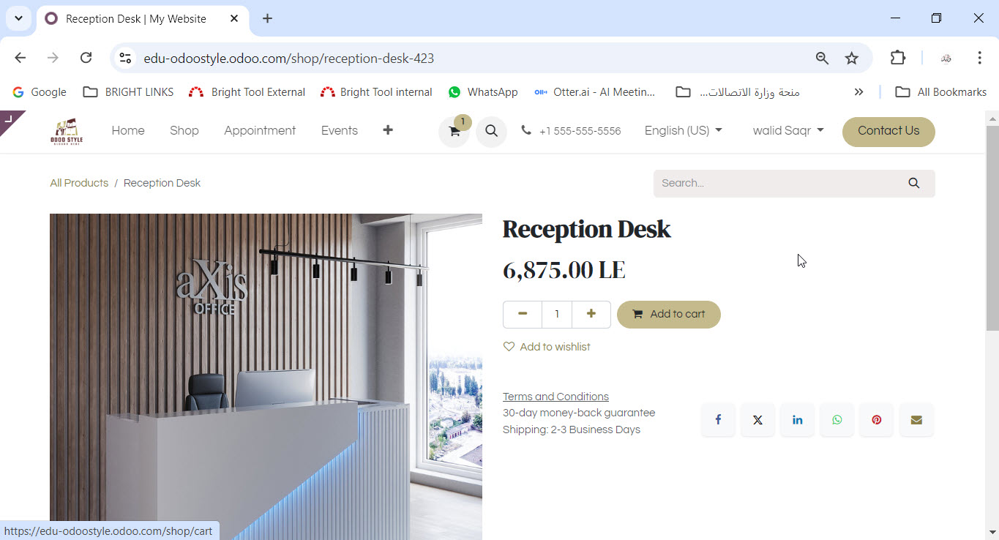 Reception Desk | My Website
edu-odoostyle.odoo.com/shop/reception-desk-423
Google
BRIGHT LINKS
Bright Tool External
Bright Tool internal
WhatsApp
Otter.ai - AI Meetin...
منحة وزارة الاتصالات...
All Bookmarks
ODOO STYLE
Home
Shop
Appointment
Events
1
+1 555-555-5556
English (US)
walid Saqr
Contact Us
All Products / Reception Desk
Search...
aXis
OFFICE
Reception Desk
6,875.00 LE
1
Add to cart
Add to wishlist
Terms and Conditions
30-day money-back guarantee
Shipping: 2-3 Business Days
https://edu-odoostyle.odoo.com/shop/cart